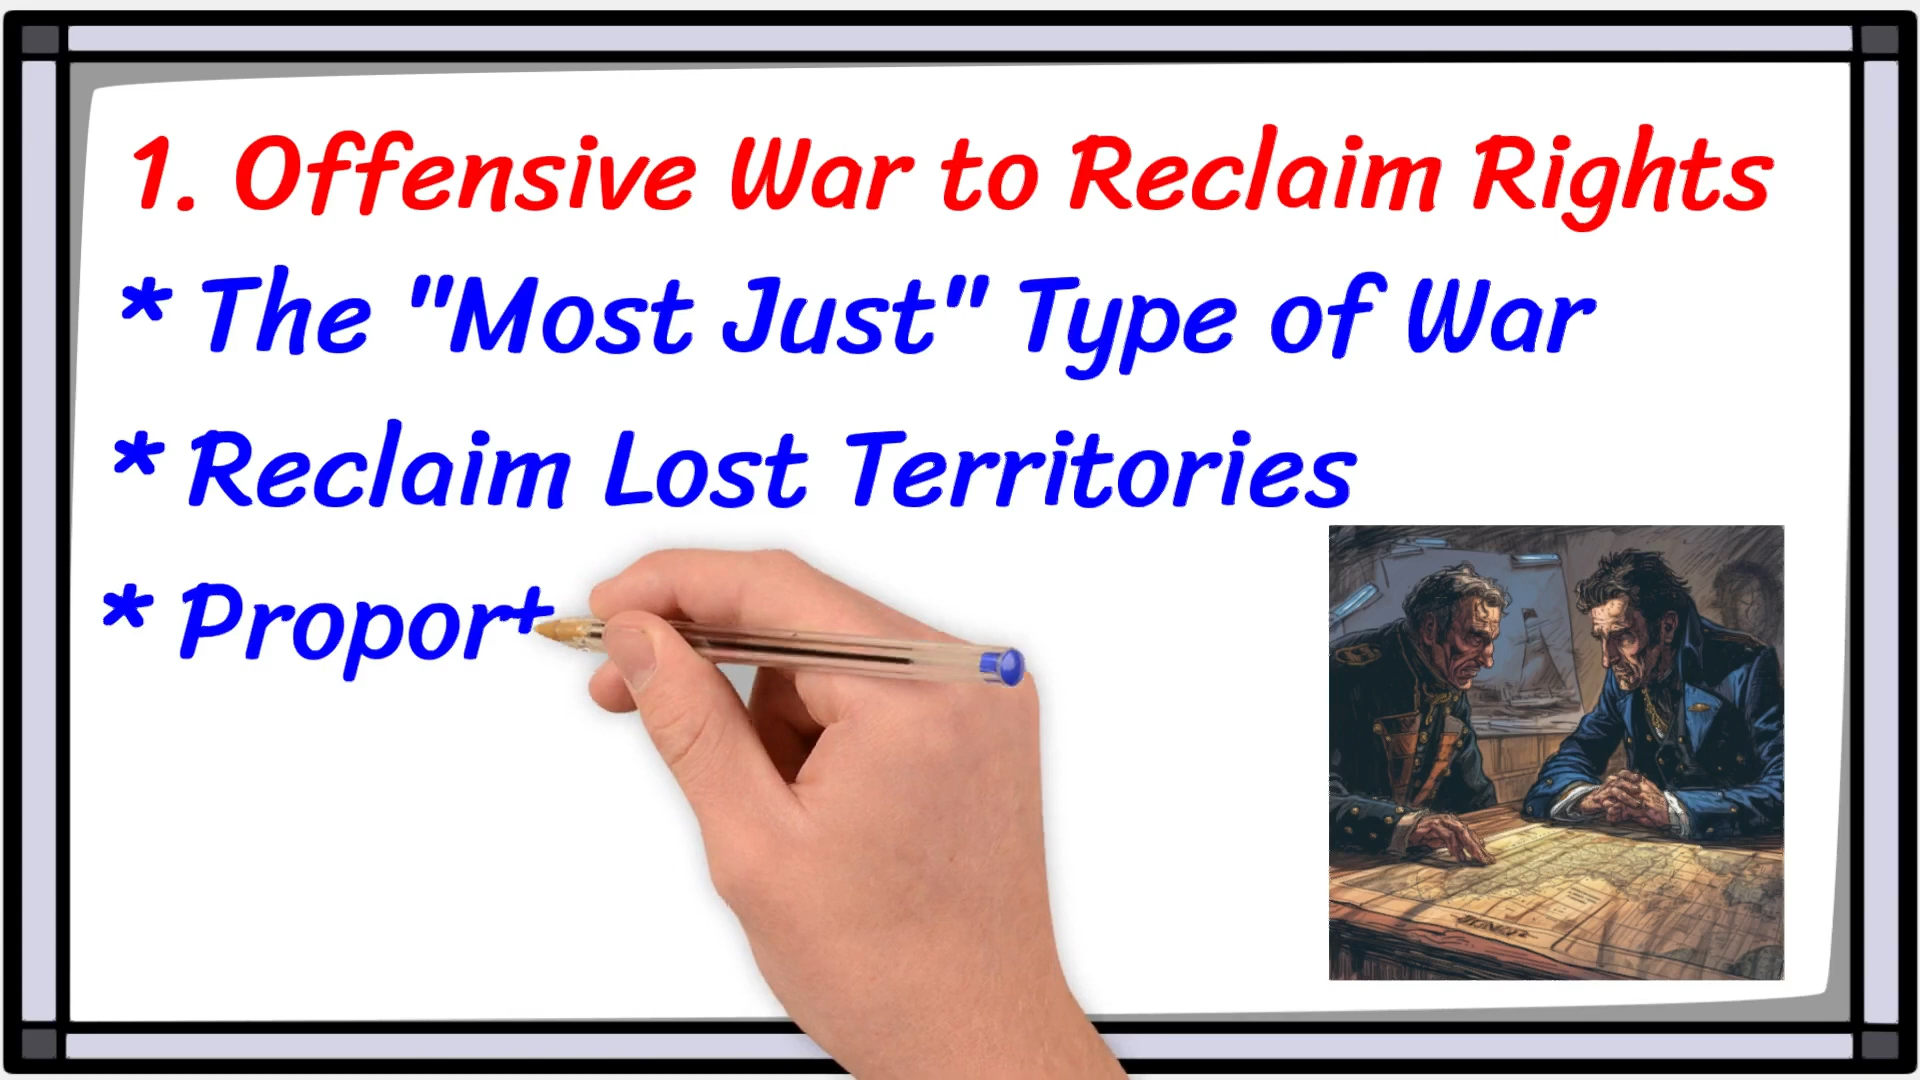 1. Offensive War to Reclaim Rights
* The "Most Just" Type of War
* Reclaim Lost Territories
* Proport